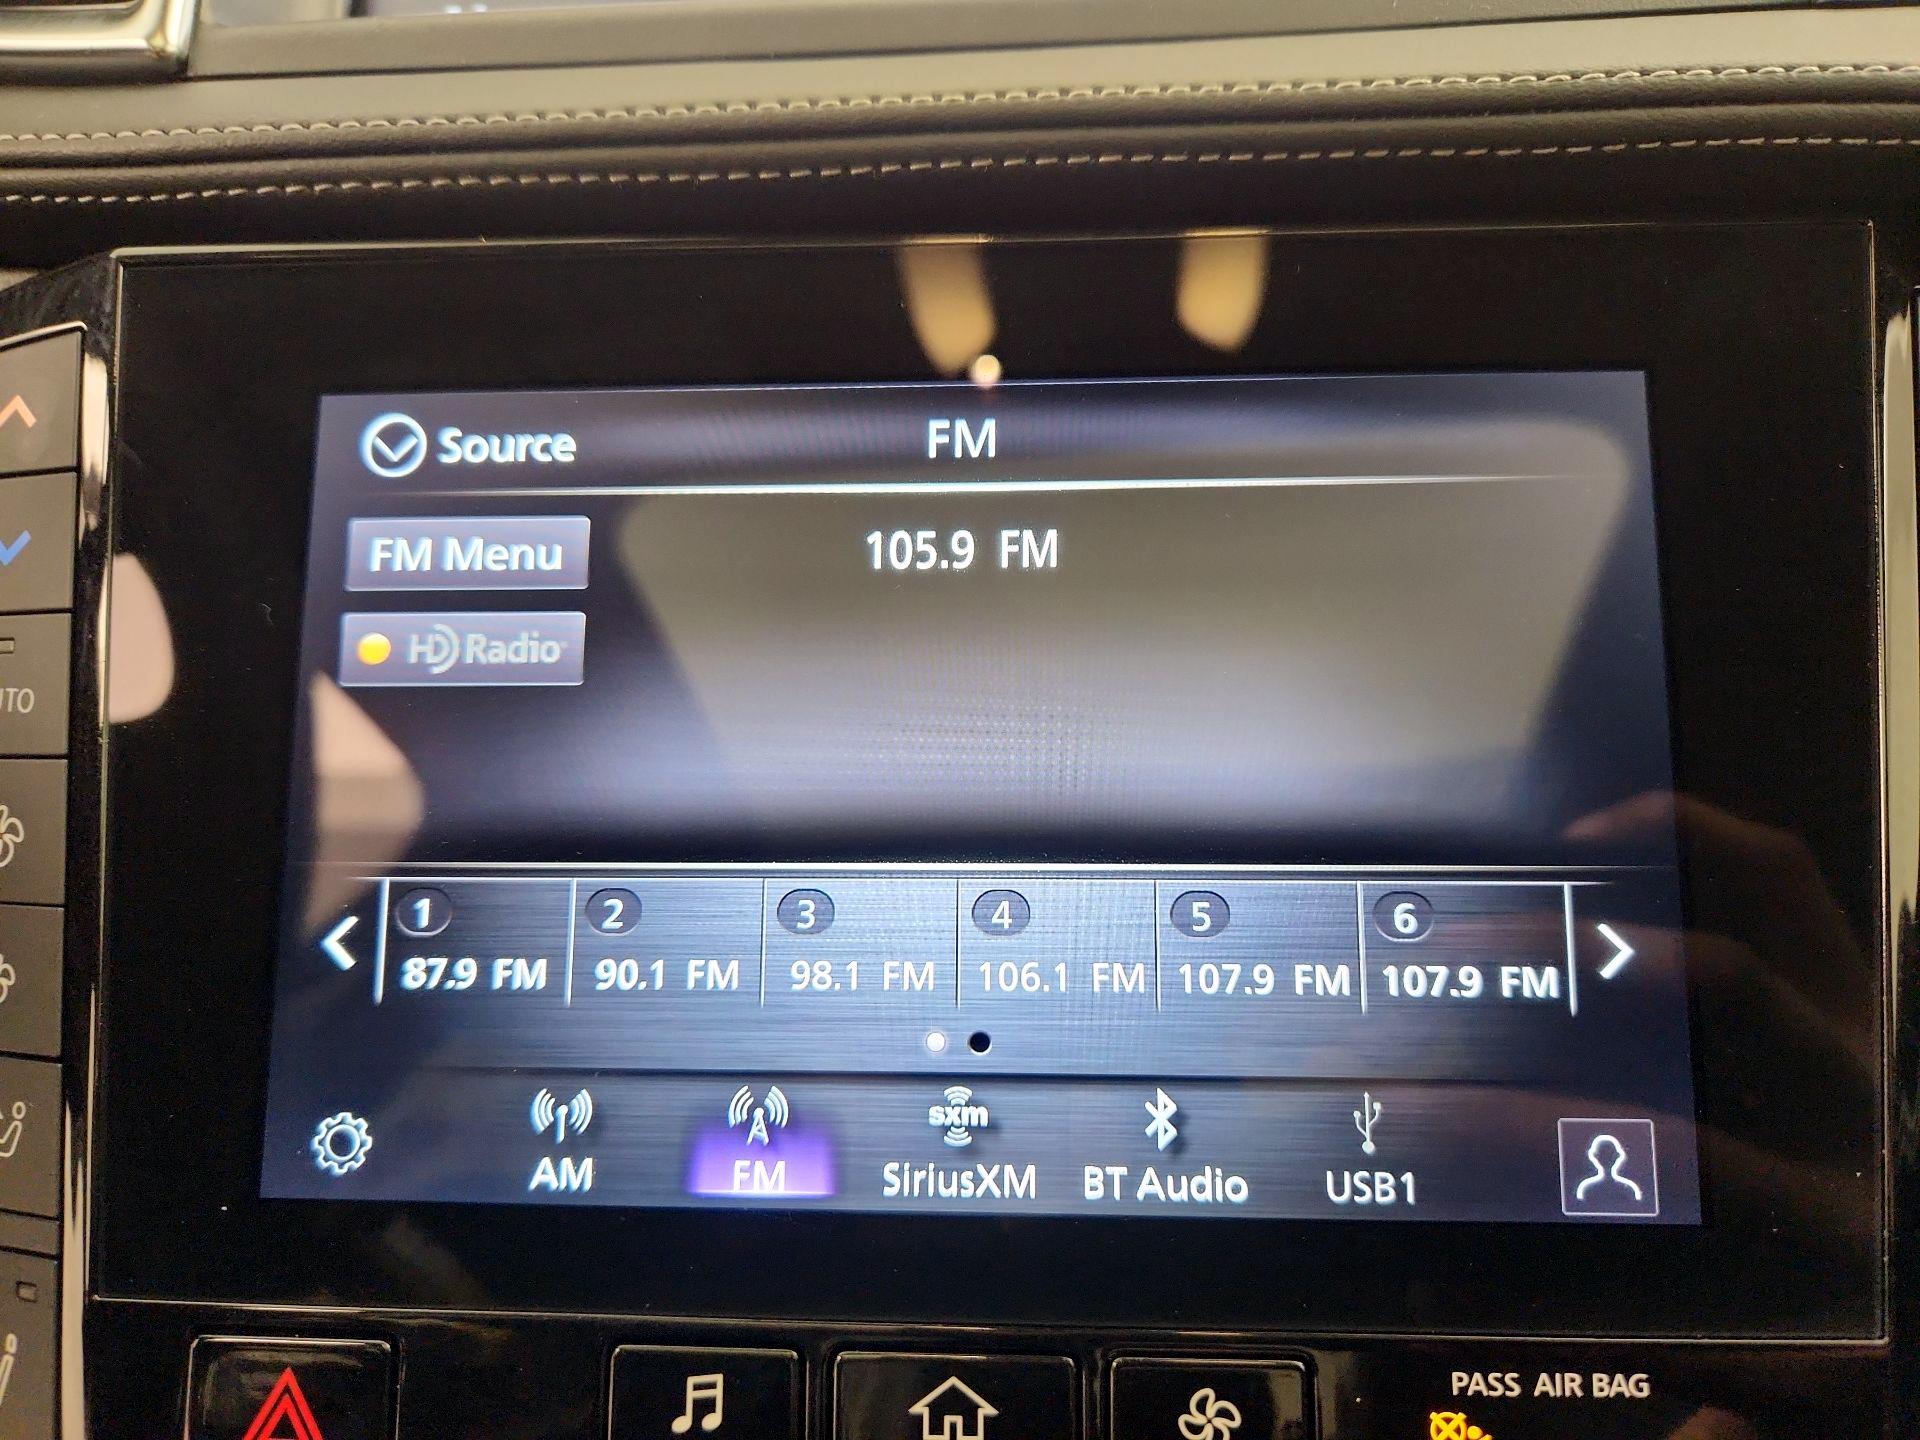 Source
FM
FM Menu
105.9 FM
HD Radio
1
2
3
4
5
6
87.9 FM
90.1 FM
98.1 FM
106.1 FM
107.9 FM
107.9 FM
AM
FM
sxm
SiriusXM
BT Audio
USB1
PASS AIR BAG